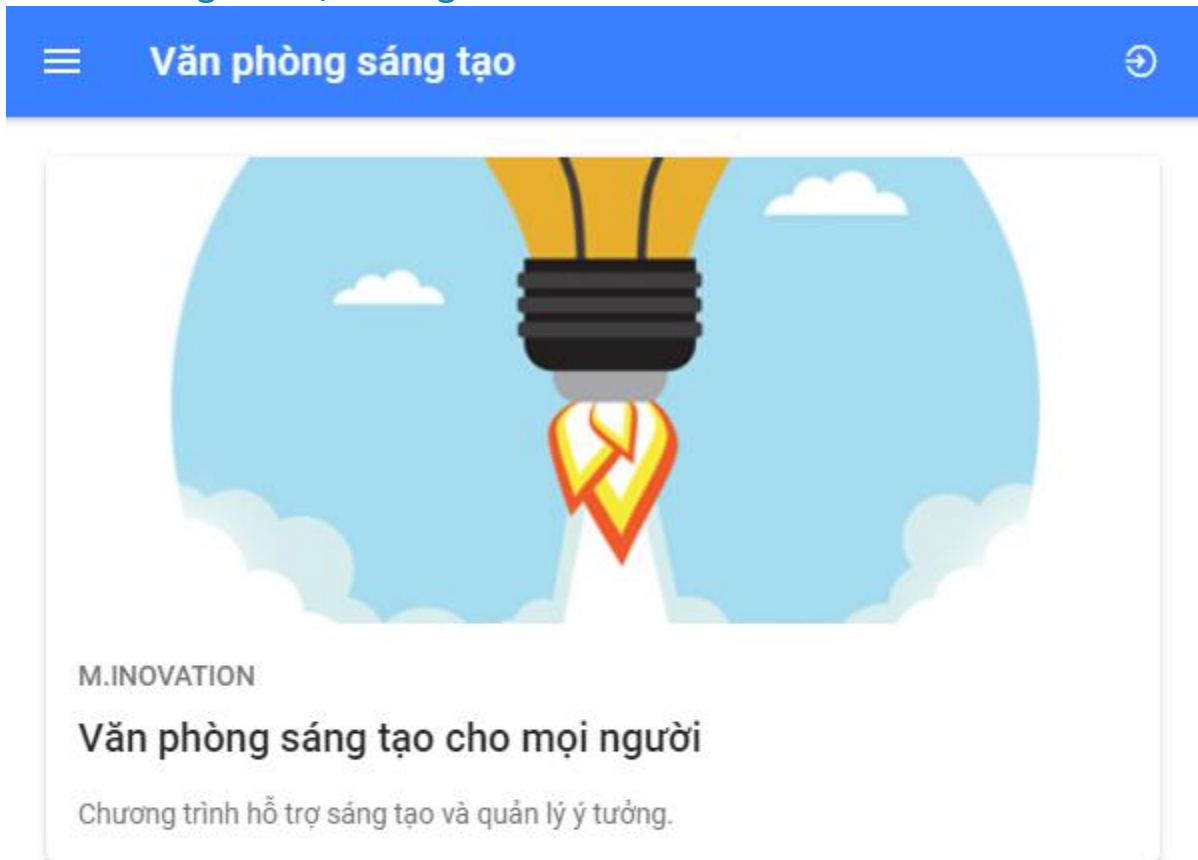 Văn phòng sáng tạo
M.INOVATION
Văn phòng sáng tạo cho mọi người
Chương trình hỗ trợ sáng tạo và quản lý ý tưởng.